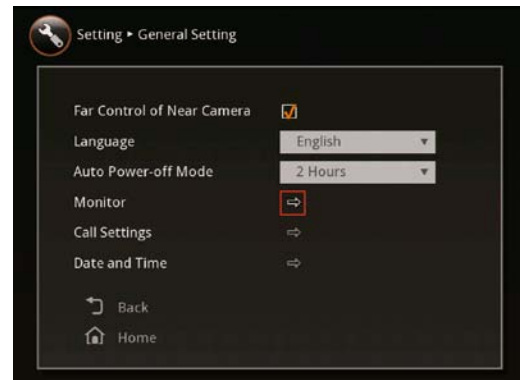 Setting ▸ General Setting
Far Control of Near Camera
Language English
Auto Power-off Mode 2 Hours
Monitor
Call Settings
Date and Time
Back
Home